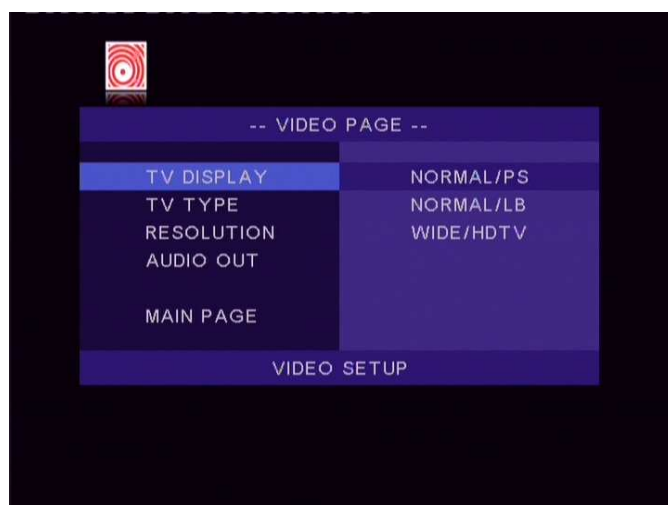 -- VIDEO PAGE --
TV DISPLAY NORMAL/PS
TV TYPE NORMAL/LB
RESOLUTION WIDE/HDTV
AUDIO OUT
MAIN PAGE
VIDEO SETUP